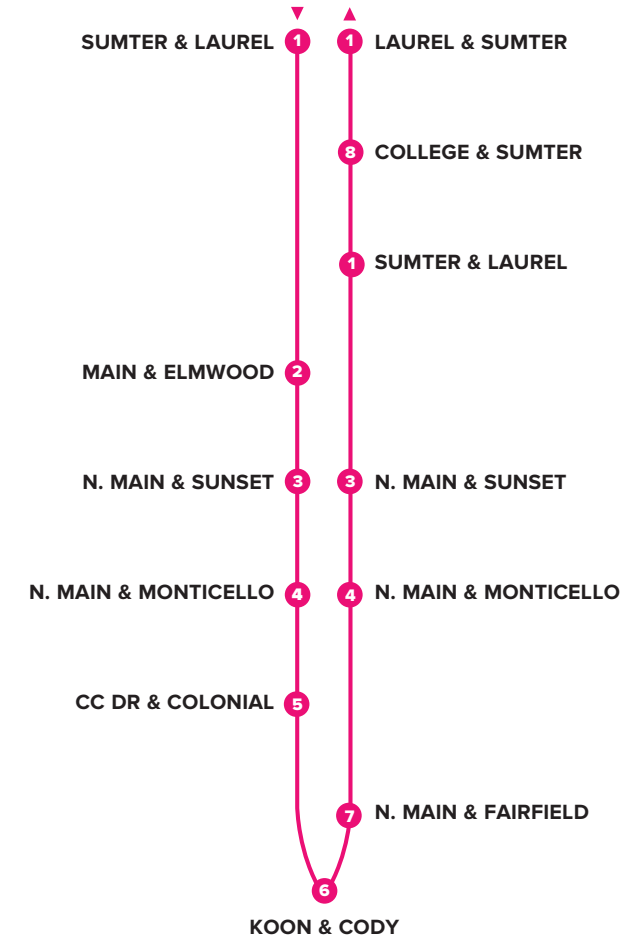 SUMTER & LAUREL 1 1 LAUREL & SUMTER
8 COLLEGE & SUMTER
1 SUMTER & LAUREL
MAIN & ELMWOOD 2
N. MAIN & SUNSET 3 3 N. MAIN & SUNSET
N. MAIN & MONTICELLO 4 4 N. MAIN & MONTICELLO
CC DR & COLONIAL 5
7 N. MAIN & FAIRFIELD
6
KOON & CODY